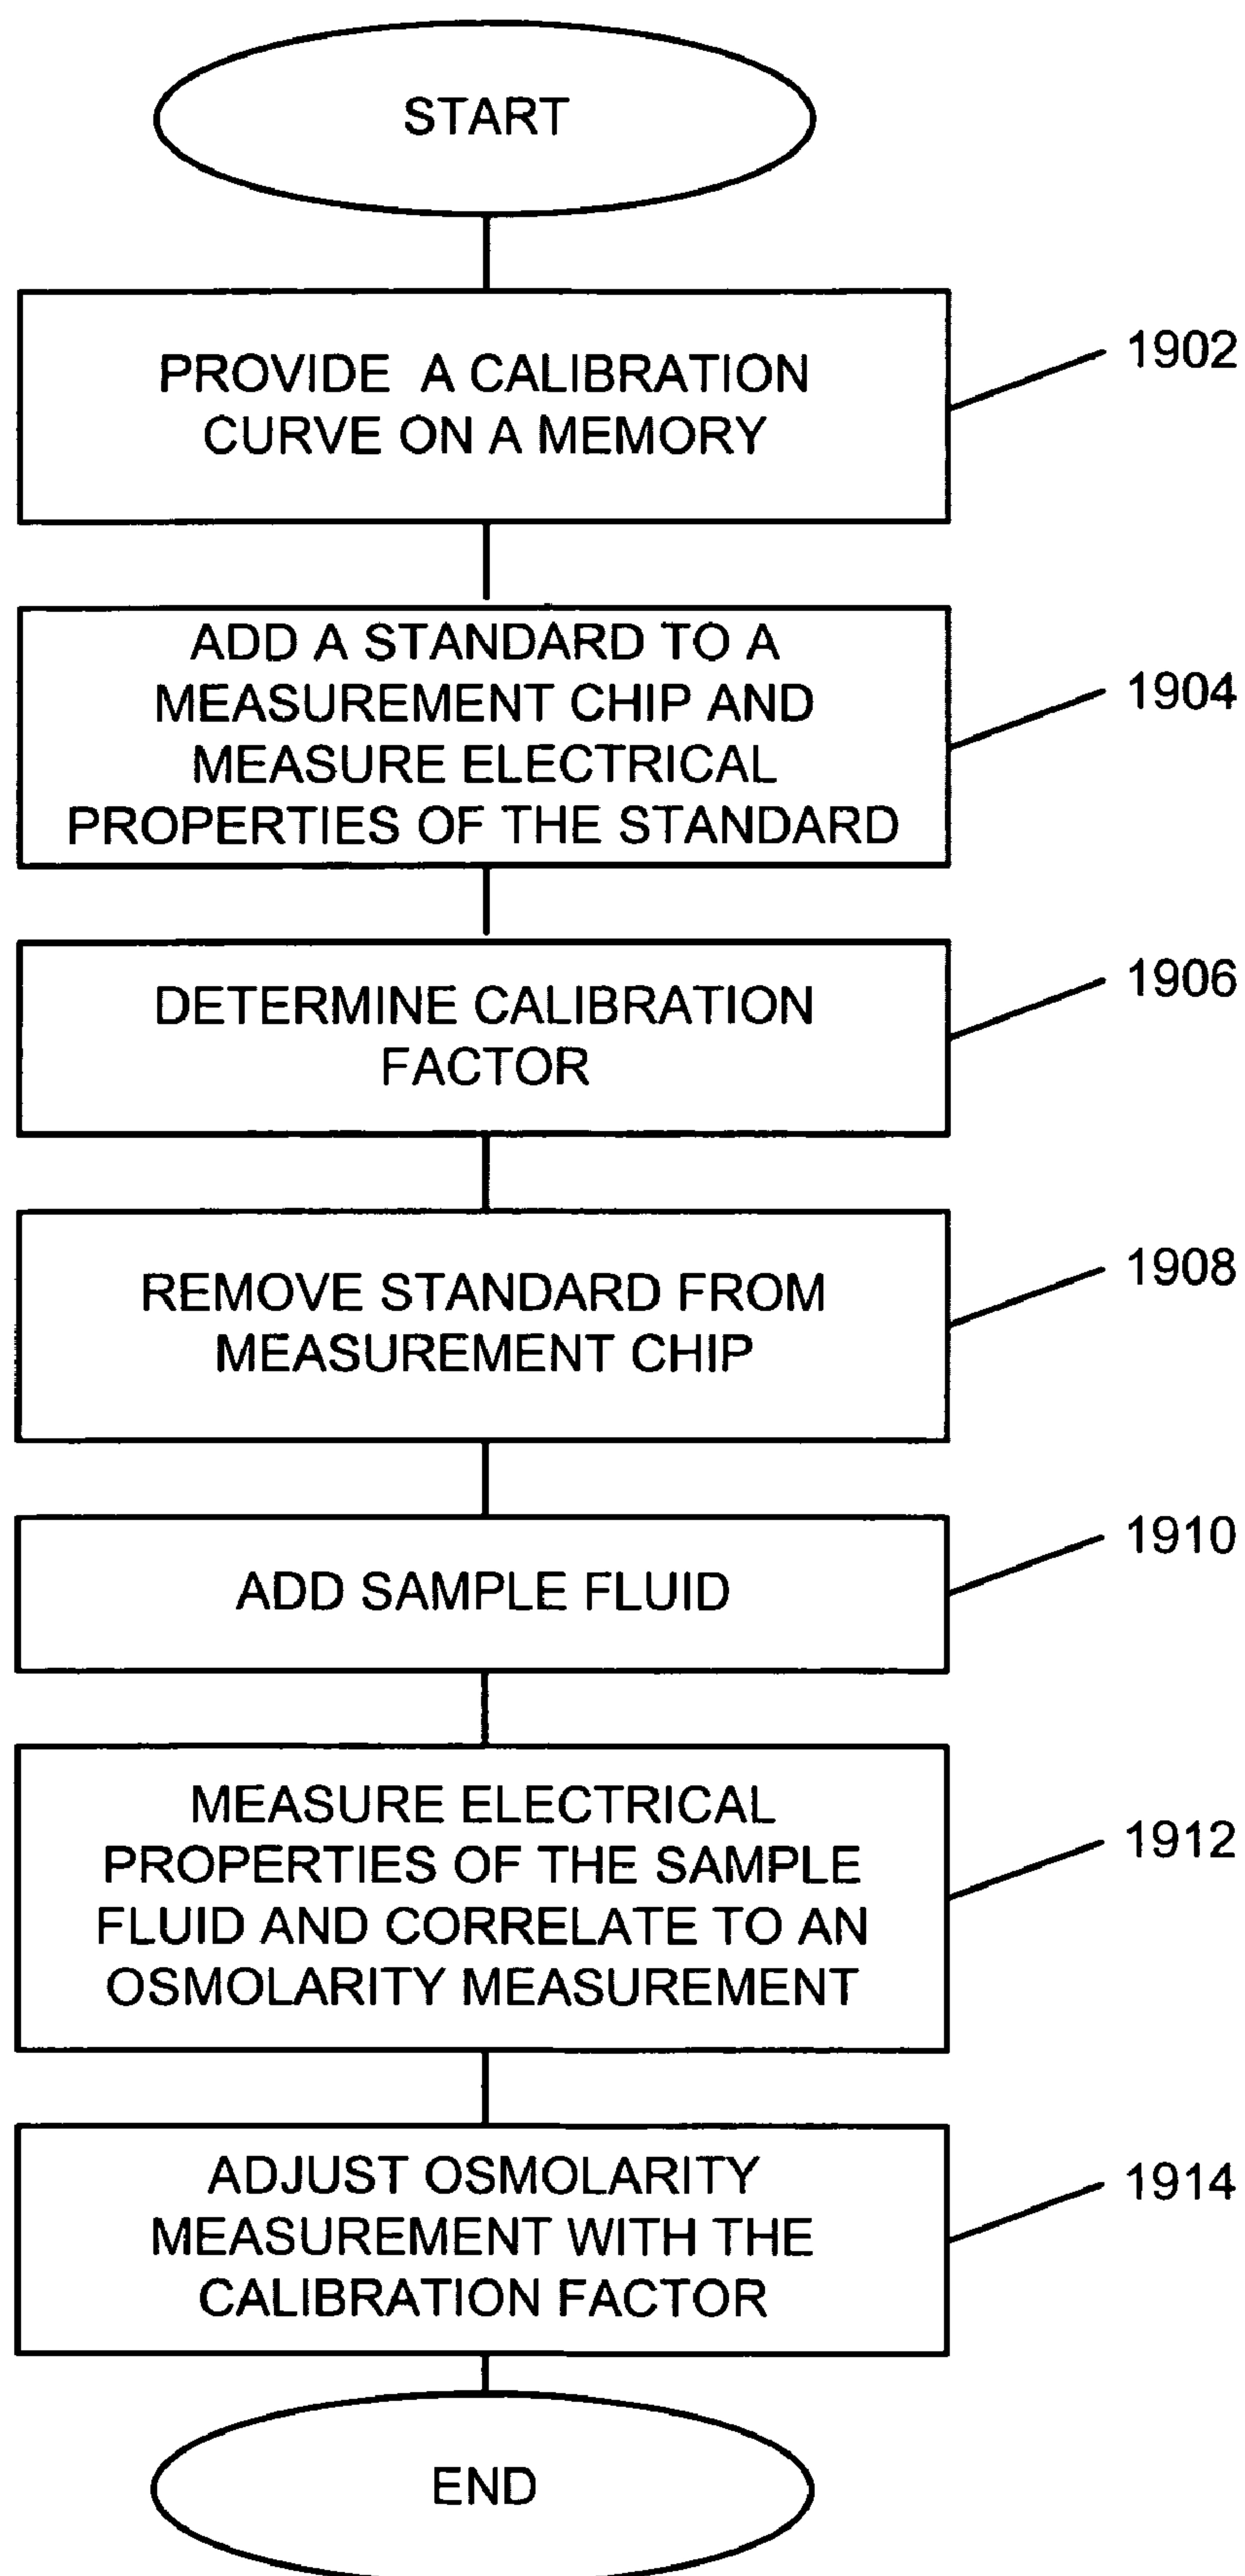 START
PROVIDE A CALIBRATION
CURVE ON A MEMORY
1902
ADD A STANDARD TO A
MEASUREMENT CHIP AND
MEASURE ELECTRICAL
PROPERTIES OF THE STANDARD
1904
DETERMINE CALIBRATION
FACTOR
1906
REMOVE STANDARD FROM
MEASUREMENT CHIP
1908
ADD SAMPLE FLUID
1910
MEASURE ELECTRICAL
PROPERTIES OF THE SAMPLE
FLUID AND CORRELATE TO AN
OSMOLARITY MEASUREMENT
1912
ADJUST OSMOLARITY
MEASUREMENT WITH THE
CALIBRATION FACTOR
1914
END